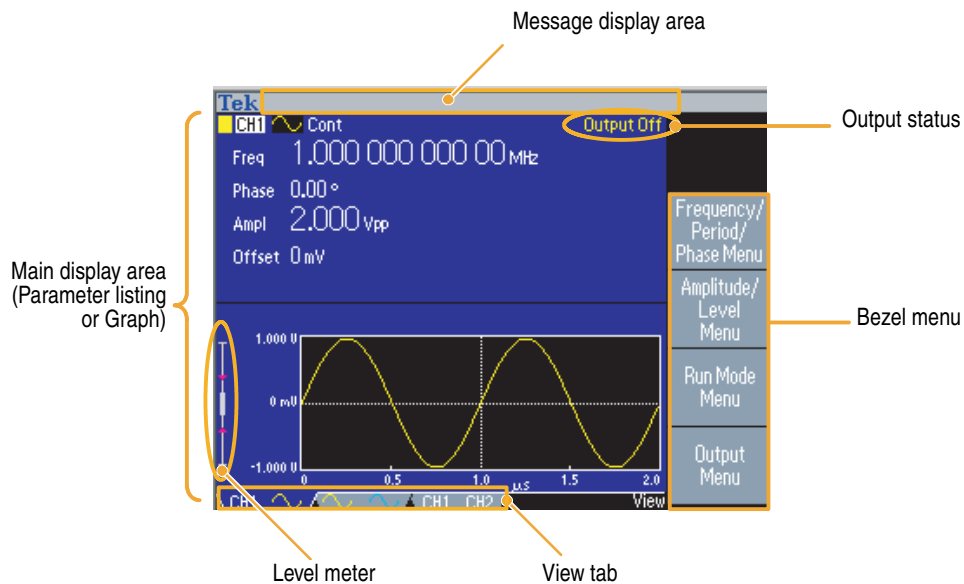 Message display area
Tek
CH1 Cont Output Off
Output status
Freq 1.000 000 000 00 MHz
Phase 0.00 °
Ampl 2.000 Vpp
Offset 0 mV
Frequency/
Period/
Phase Menu
Amplitude/
Level
Menu
Run Mode
Menu
Output
Menu
Bezel menu
Main display area
(Parameter listing
or Graph)
1.000 V
0 mV
-1.000 V
0 0.5 1.0 µs 1.5 2.0
CH1 CH1 CH2 View
Level meter
View tab